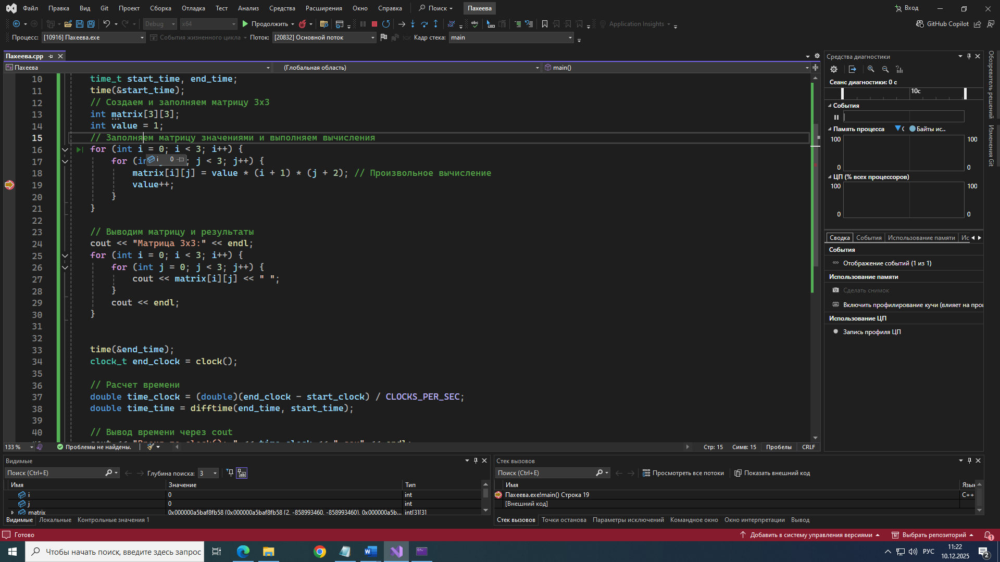 Файл Правка Вид Git Проект Сборка Отладка Тест Анализ Средства Расширения Окно Справка Поиск Пахеева Вход
Debug x64 Продолжить Application Insights GitHub Copilot
Процесс: [10916] Пахеева.exe События жизненного цикла Поток: [20832] Основной поток Кадр стека: main
Пахеева.cpp
Пахеева (Глобальная область) main()
10 time_t start_time, end_time;
11 time(&start_time);
12 // Создаем и заполняем матрицу 3x3
13 int matrix[3][3];
14 int value = 1;
15 // Заполняем матрицу значениями и выполняем вычисления
16 for (int i = 0; i < 3; i++) {
17 for (in i 0 ; j < 3; j++) {
18 matrix[i][j] = value * (i + 1) * (j + 2); // Произвольное вычисление
19 value++;
20 }
21 }
22
23 // Выводим матрицу и результаты
24 cout << "Матрица 3x3:" << endl;
25 for (int i = 0; i < 3; i++) {
26 for (int j = 0; j < 3; j++) {
27 cout << matrix[i][j] << " ";
28 }
29 cout << endl;
30 }
31
32
33 time(&end_time);
34 clock_t end_clock = clock();
35
36 // Расчет времени
37 double time_clock = (double)(end_clock - start_clock) / CLOCKS_PER_SEC;
38 double time_time = difftime(end_time, start_time);
39
40 // Вывод времени через cout
133 % Проблемы не найдены. Стр: 15 Симв: 15 Пробелы CRLF
Средства диагностики
Сеанс диагностики: 0 с
10с
События
Память процесса ( Байты ис...
100 100
0 0
ЦП (% всех процессоров)
100 100
0 0
Сводка События Использование памяти Ис
События
Отображение событий (1 из 1)
Использование памяти
Сделать снимок
Включить профилирование кучи (влияет на прои
Использование ЦП
Запись профиля ЦП
Обозреватель решений
Изменения Git
Видимые
Поиск (Ctrl+E) Глубина поиска: 3
Имя Значение Тип
i 0 int
j 0 int
matrix 0x000000a5baf8fb58 {0x000000a5baf8fb58 {2, -858993460, -858993460}, 0x000000a5b... int[3][3]
Видимые Локальные Контрольные значения 1
Стек вызовов
Поиск (Ctrl+E) Просмотреть все потоки Показать внешний код
Имя Язык
Пахеева.exe!main() Строка 19 C++
[Внешний код]
Стек вызовов Точки останова Параметры исключений Командное окно Окно интерпретации Вывод
Готово Добавить в систему управления версиями Выбрать репозиторий 1
Чтобы начать поиск, введите здесь запрос РУС 11:22
10.12.2025 2